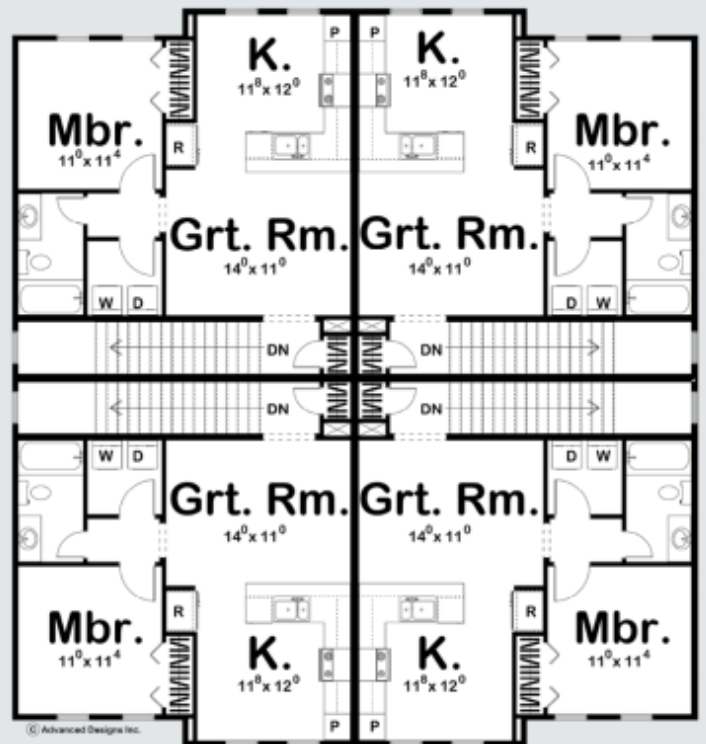 P P
K. K.
11⁸ x 12⁰ 11⁸ x 12⁰
Mbr. Mbr.
11⁰ x 11⁴ 11⁰ x 11⁴
R R
Grt. Rm. Grt. Rm.
14⁰ x 11⁰ 14⁰ x 11⁰
W D D W
DN DN
DN DN
W D D W
Grt. Rm. Grt. Rm.
14⁰ x 11⁰ 14⁰ x 11⁰
R R
Mbr. Mbr.
11⁰ x 11⁴ 11⁰ x 11⁴
K. K.
11⁸ x 12⁰ 11⁸ x 12⁰
P P
© Advanced Designs Inc.